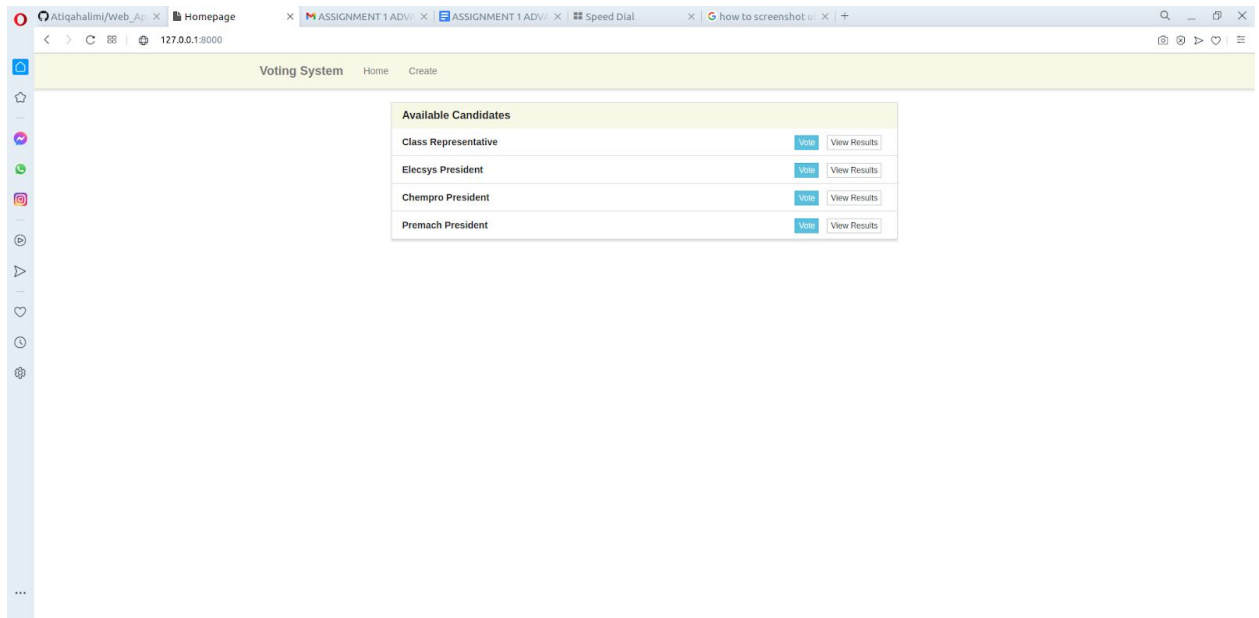 Atiqahalimi/Web_Ap Homepage ASSIGNMENT 1 ADV ASSIGNMENT 1 ADV Speed Dial how to screenshot u
127.0.0.1:8000
Voting System Home Create
Available Candidates
Class Representative Vote View Results
Elecsys President Vote View Results
Chempro President Vote View Results
Premach President Vote View Results